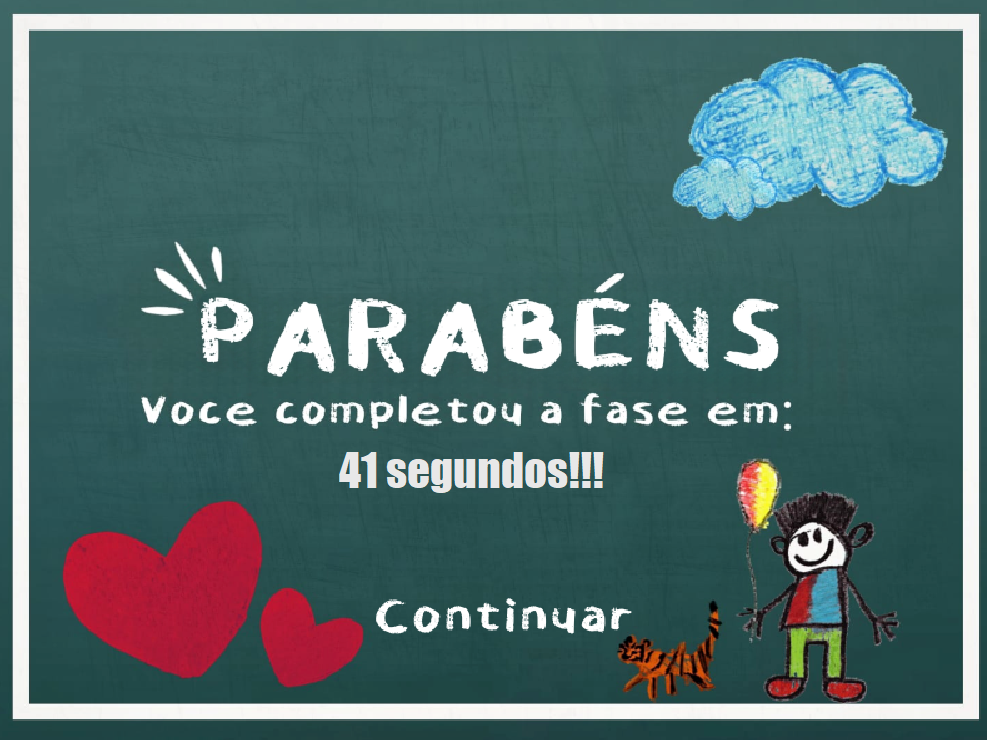 PARABÉNS
Voce completou a fase em:
41 segundos!!!
Continuar